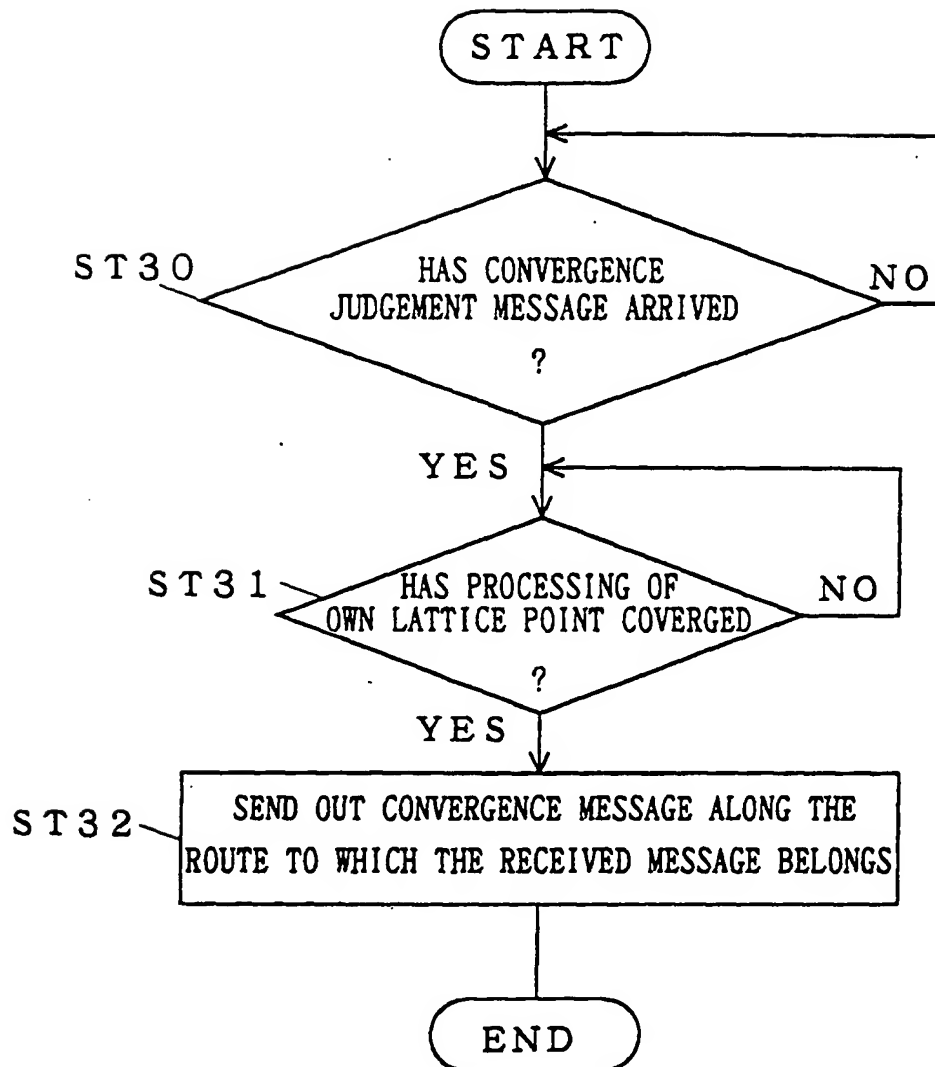 START
ST30
HAS CONVERGENCE
JUDGEMENT MESSAGE ARRIVED
?
NO
YES
ST31
HAS PROCESSING OF
OWN LATTICE POINT COVERGED
?
NO
YES
ST32
SEND OUT CONVERGENCE MESSAGE ALONG THE
ROUTE TO WHICH THE RECEIVED MESSAGE BELONGS
END